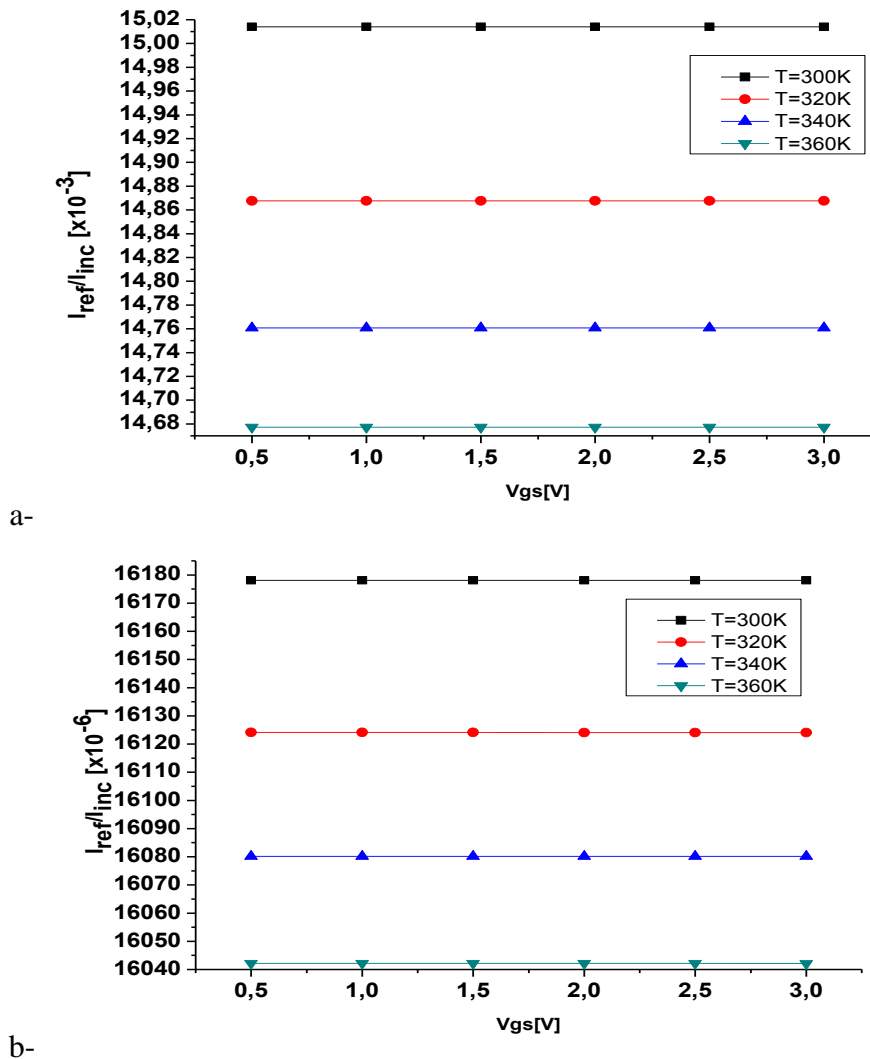 15,02
15,00
14,98
14,96
14,94
14,92
14,90
14,88
14,86
14,84
14,82
14,80
14,78
14,76
14,74
14,72
14,70
14,68
I_ref/I_inc [x10^-3]
T=300K
T=320K
T=340K
T=360K
0,5 1,0 1,5 2,0 2,5 3,0
Vgs[V]
a-
16180
16170
16160
16150
16140
16130
16120
16110
16100
16090
16080
16070
16060
16050
16040
I_ref/I_inc [x10^-6]
T=300K
T=320K
T=340K
T=360K
0,5 1,0 1,5 2,0 2,5 3,0
Vgs[V]
b-